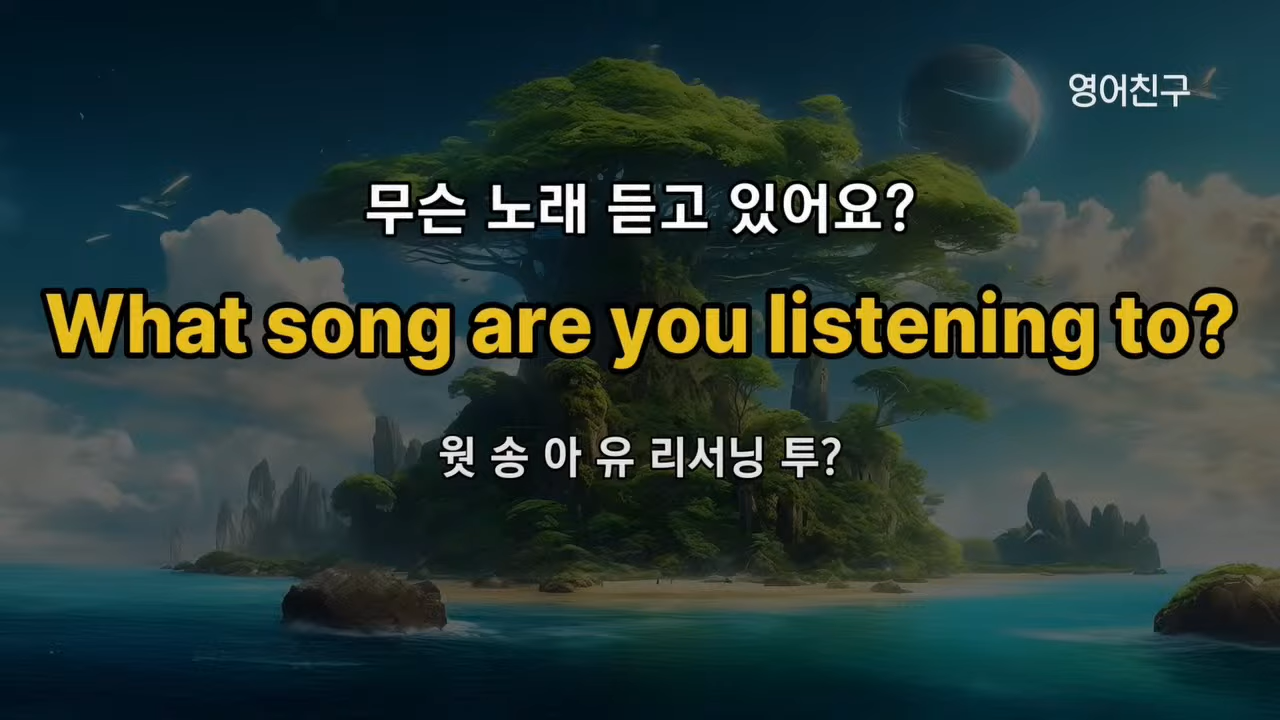 영어친구
무슨 노래 듣고 있어요?
What song are you listening to?
웟 송 아 유 리서닝 투?